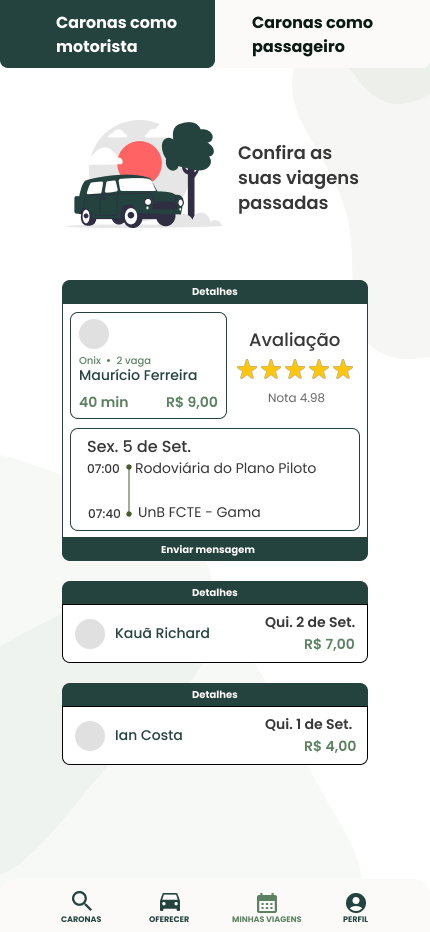 Caronas como
motorista
Caronas como
passageiro
Confira as
suas viagens
passadas
Detalhes
Onix • 2 vaga
Maurício Ferreira
40 min R$ 9,00
Avaliação
Nota 4.98
Sex. 5 de Set.
07:00 Rodoviária do Plano Piloto
07:40 UnB FCTE - Gama
Enviar mensagem
Detalhes
Kauã Richard
Qui. 2 de Set.
R$ 7,00
Detalhes
Ian Costa
Qui. 1 de Set.
R$ 4,00
CARONAS OFERECER MINHAS VIAGENS PERFIL